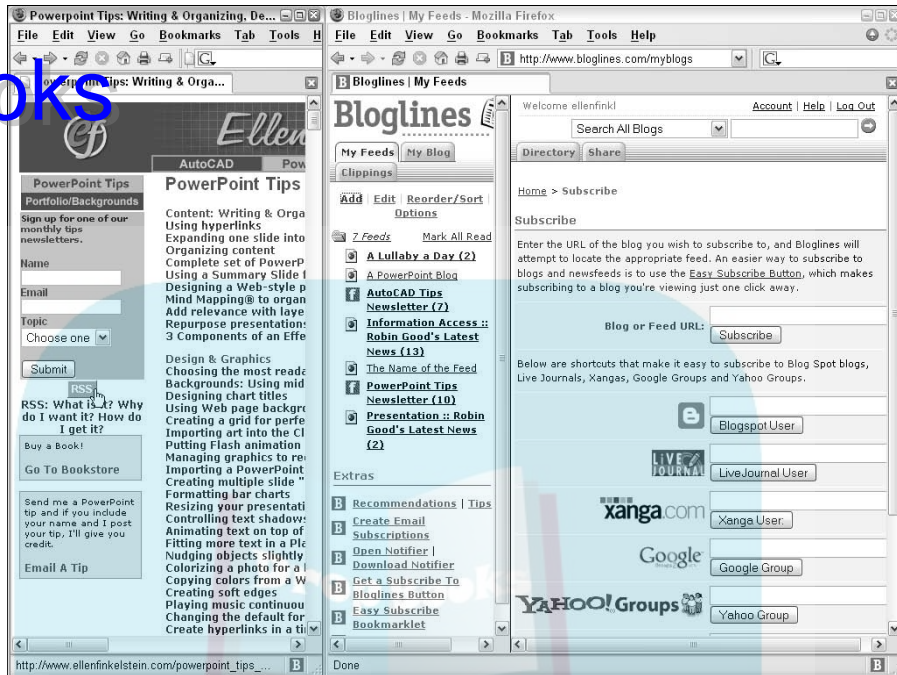 Powerpoint Tips: Writing & Organizing, De...
File Edit View Go Bookmarks Tab Tools H
oks
Powerpoint Tips: Writing & Orga...
Ellen
AutoCAD Pow
PowerPoint Tips
Portfolio/Backgrounds
Sign up for one of our
monthly tips
newsletters.
Name
Email
Topic
Choose one
Submit
RSS
RSS: What is it? Why
do I want it? How do
I get it?
Buy a Book!
Go To Bookstore
Send me a PowerPoint
tip and if you include
your name and I post
your tip, I'll give you
credit.
Email A Tip
PowerPoint Tips
Content: Writing & Orga
Using hyperlinks
Expanding one slide into
Organizing content
Complete set of PowerP
Using a Summary Slide f
Designing a Web-style p
Mind Mapping® to organ
Add relevance with laye
Repurpose presentations
3 Components of an Effe
Design & Graphics
Choosing the most reada
Backgrounds: Using mid
Designing chart titles
Using Web page backgro
Creating a grid for perfe
Importing art into the Cl
Putting Flash animation
Managing graphics to re
Importing a PowerPoint
Creating multiple slide "
Formatting bar charts
Resizing your presentati
Controlling text shadows
Animating text on top of
Fitting more text in a Pla
Nudging objects slightly
Colorizing a photo for a
Copying colors from a W
Creating soft edges
Playing music continuou
Changing the default for
Create hyperlinks in a ti
http://www.ellenfinkelstein.com/powerpoint_tips_...
Bloglines | My Feeds - Mozilla Firefox
File Edit View Go Bookmarks Tab Tools Help
http://www.bloglines.com/myblogs
Bloglines | My Feeds
Bloglines
My Feeds My Blog
Clippings
Add | Edit | Reorder/Sort |
Options
7 Feeds Mark All Read
A Lullaby a Day (2)
A PowerPoint Blog
AutoCAD Tips
Newsletter (7)
Information Access ::
Robin Good's Latest
News (13)
The Name of the Feed
PowerPoint Tips
Newsletter (10)
Presentation :: Robin
Good's Latest News
(2)
Extras
Recommendations | Tips
Create Email
Subscriptions
Open Notifier |
Download Notifier
Get a Subscribe To
Bloglines Button
Easy Subscribe
Bookmarklet
Done
Welcome ellenfinkl Account | Help | Log Out
Search All Blogs
Directory Share
Home > Subscribe
Subscribe
Enter the URL of the blog you wish to subscribe to, and Bloglines will
attempt to locate the appropriate feed. An easier way to subscribe to
blogs and newsfeeds is to use the Easy Subscribe Button, which makes
subscribing to a blog you're viewing just one click away.
Blog or Feed URL:
Subscribe
Below are shortcuts that make it easy to subscribe to Blog Spot blogs,
Live Journals, Xangas, Google Groups and Yahoo Groups.
Blogspot User
LIVE JOURNAL
LiveJournal User
xanga.com
Xanga User:
Google
Google Group
YAHOO! Groups
Yahoo Group